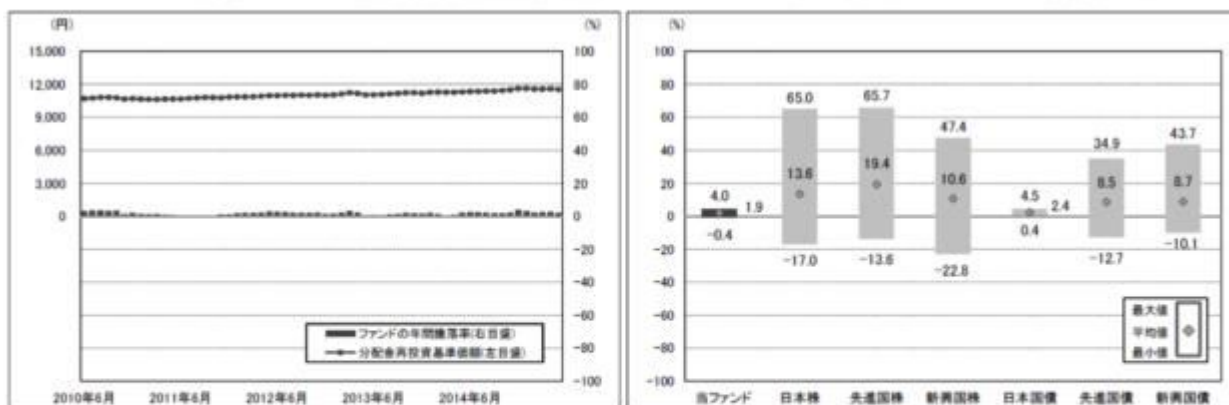 (円)
(%)
15,000
12,000
9,000
6,000
3,000
0
100
80
60
40
20
0
-20
-40
-60
-80
-100
ファンドの年間騰落率(右目盛)
分配金再投資基準価額(左目盛)
2010年6月
2011年6月
2012年6月
2013年6月
2014年6月
(%)
100
80
60
40
20
0
-20
-40
-60
-80
-100
4.0
1.9
-0.4
65.0
13.6
-17.0
65.7
19.4
-13.6
47.4
10.6
-22.8
4.5
2.4
0.4
34.9
8.5
-12.7
43.7
8.7
-10.1
最大値
平均値
最小値
当ファンド
日本株
先進国株
新興国株
日本国債
先進国債
新興国債